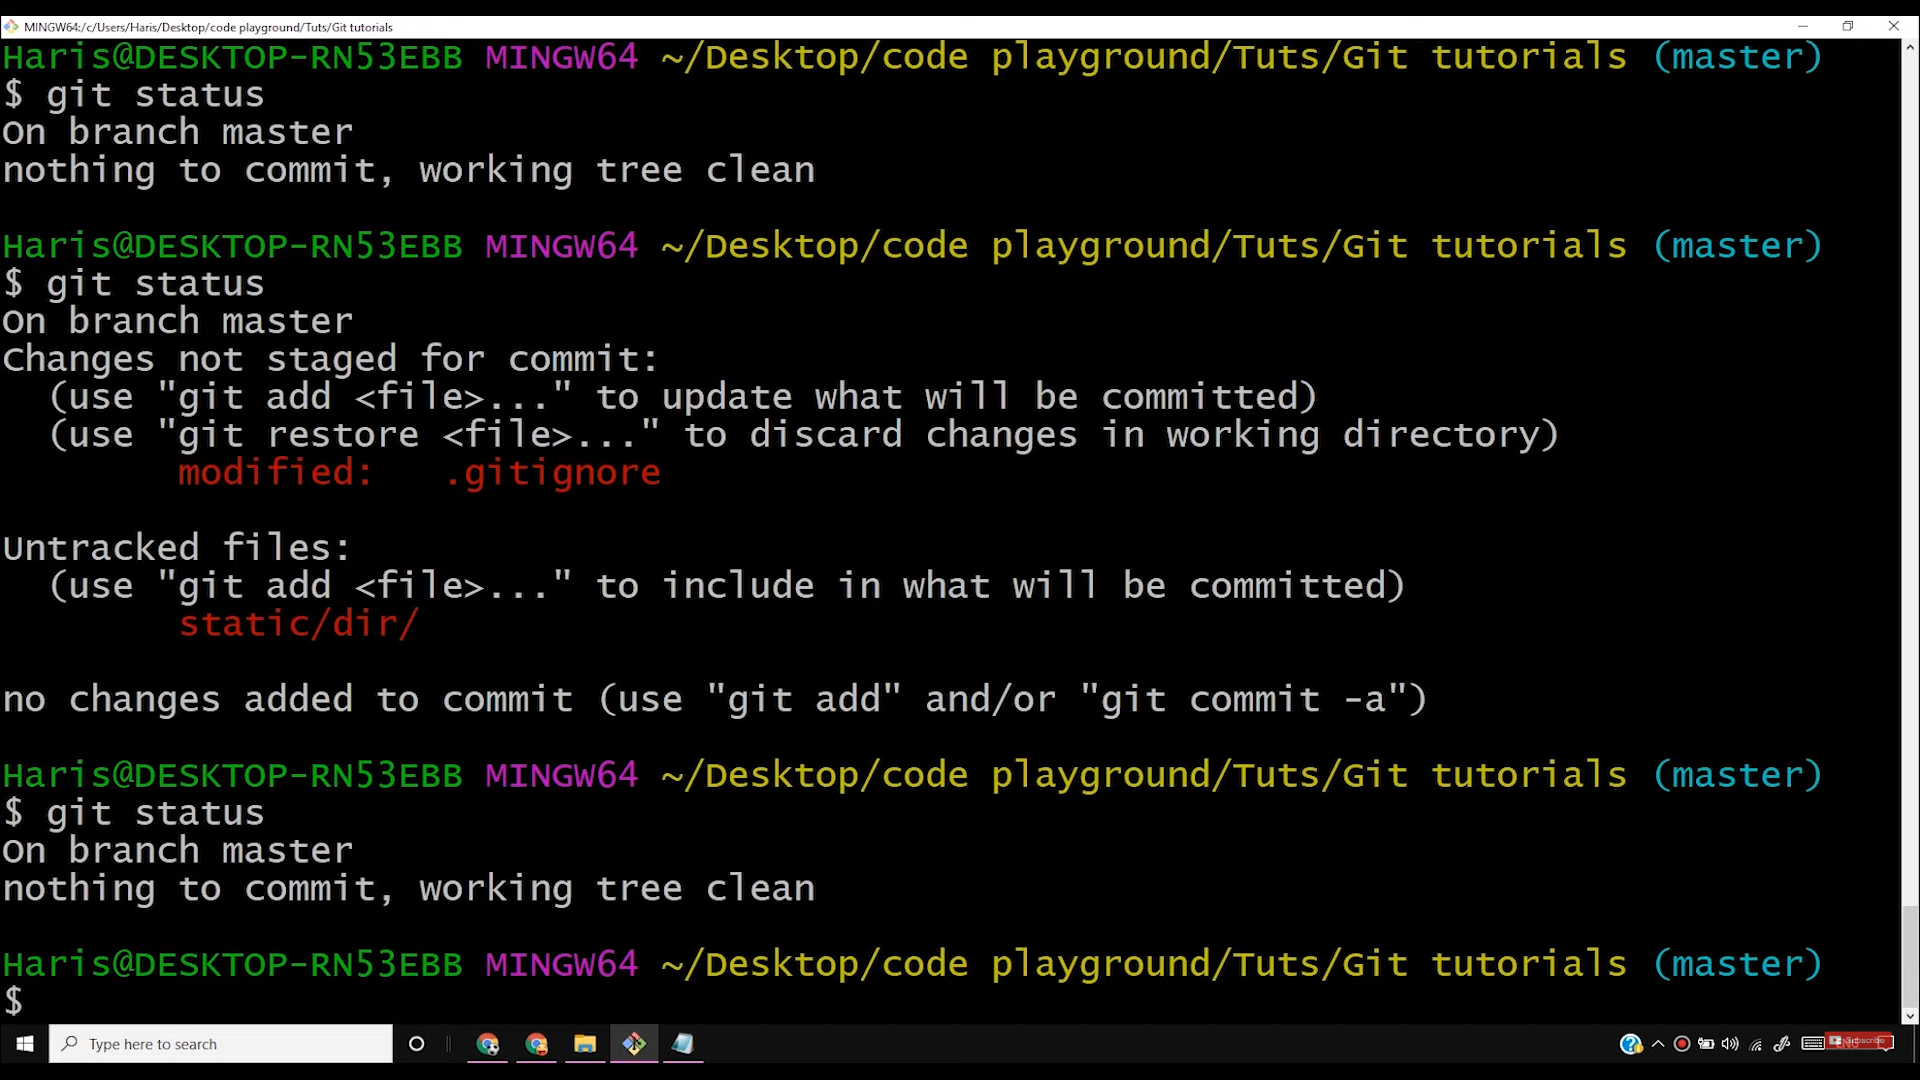 MINGW64:/c/Users/Haris/Desktop/code playground/Tuts/Git tutorials
Haris@DESKTOP-RN53EBB MINGW64 ~/Desktop/code playground/Tuts/Git tutorials (master)
$ git status
On branch master
nothing to commit, working tree clean
Haris@DESKTOP-RN53EBB MINGW64 ~/Desktop/code playground/Tuts/Git tutorials (master)
$ git status
On branch master
Changes not staged for commit:
  (use "git add <file>..." to update what will be committed)
  (use "git restore <file>..." to discard changes in working directory)
        modified:   .gitignore
Untracked files:
  (use "git add <file>..." to include in what will be committed)
        static/dir/
no changes added to commit (use "git add" and/or "git commit -a")
Haris@DESKTOP-RN53EBB MINGW64 ~/Desktop/code playground/Tuts/Git tutorials (master)
$ git status
On branch master
nothing to commit, working tree clean
Haris@DESKTOP-RN53EBB MINGW64 ~/Desktop/code playground/Tuts/Git tutorials (master)
$
Type here to search
Subscribe